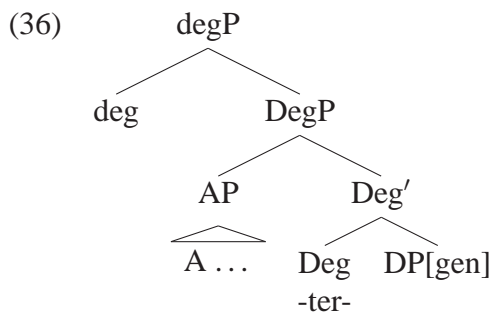 (36) degP
deg DegP
AP Deg′
A … Deg DP[gen]
-ter-